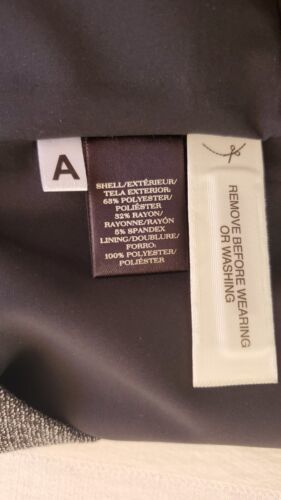 A
SHELL/EXTÉRIEUR/
TELA EXTERIOR:
63% POLYESTER/
POLIÉSTER
32% RAYON/
RAYONNE/RAYÓN
5% SPANDEX
LINING/DOUBLURE/
FORRO:
100% POLYESTER/
POLIÉSTER
REMOVE BEFORE WEARING
OR WASHING